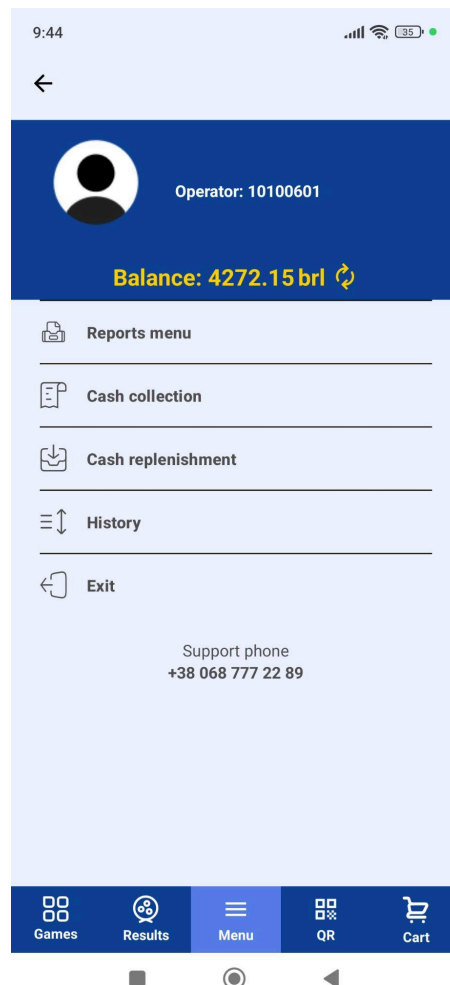 9:44
35
Operator: 10100601
Balance: 4272.15 brl
Reports menu
Cash collection
Cash replenishment
History
Exit
Support phone
+38 068 777 22 89
Games Results Menu QR Cart